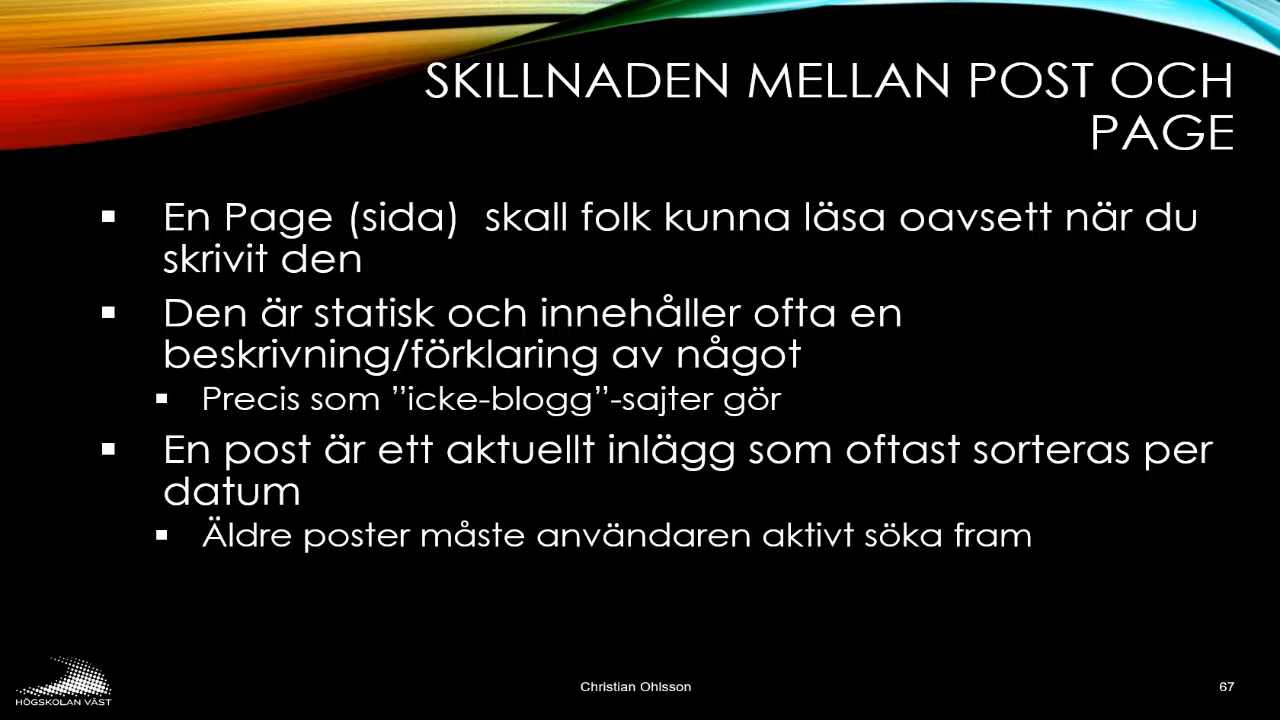 SKILLNADEN MELLAN POST OCH
PAGE
▪ En Page (sida)  skall folk kunna läsa oavsett när du
skrivit den
▪ Den är statisk och innehåller ofta en
beskrivning/förklaring av något
▪ Precis som ”icke-blogg”-sajter gör
▪ En post är ett aktuellt inlägg som oftast sorteras per
datum
▪ Äldre poster måste användaren aktivt söka fram
HÖGSKOLAN VÄST
Christian Ohlsson
67